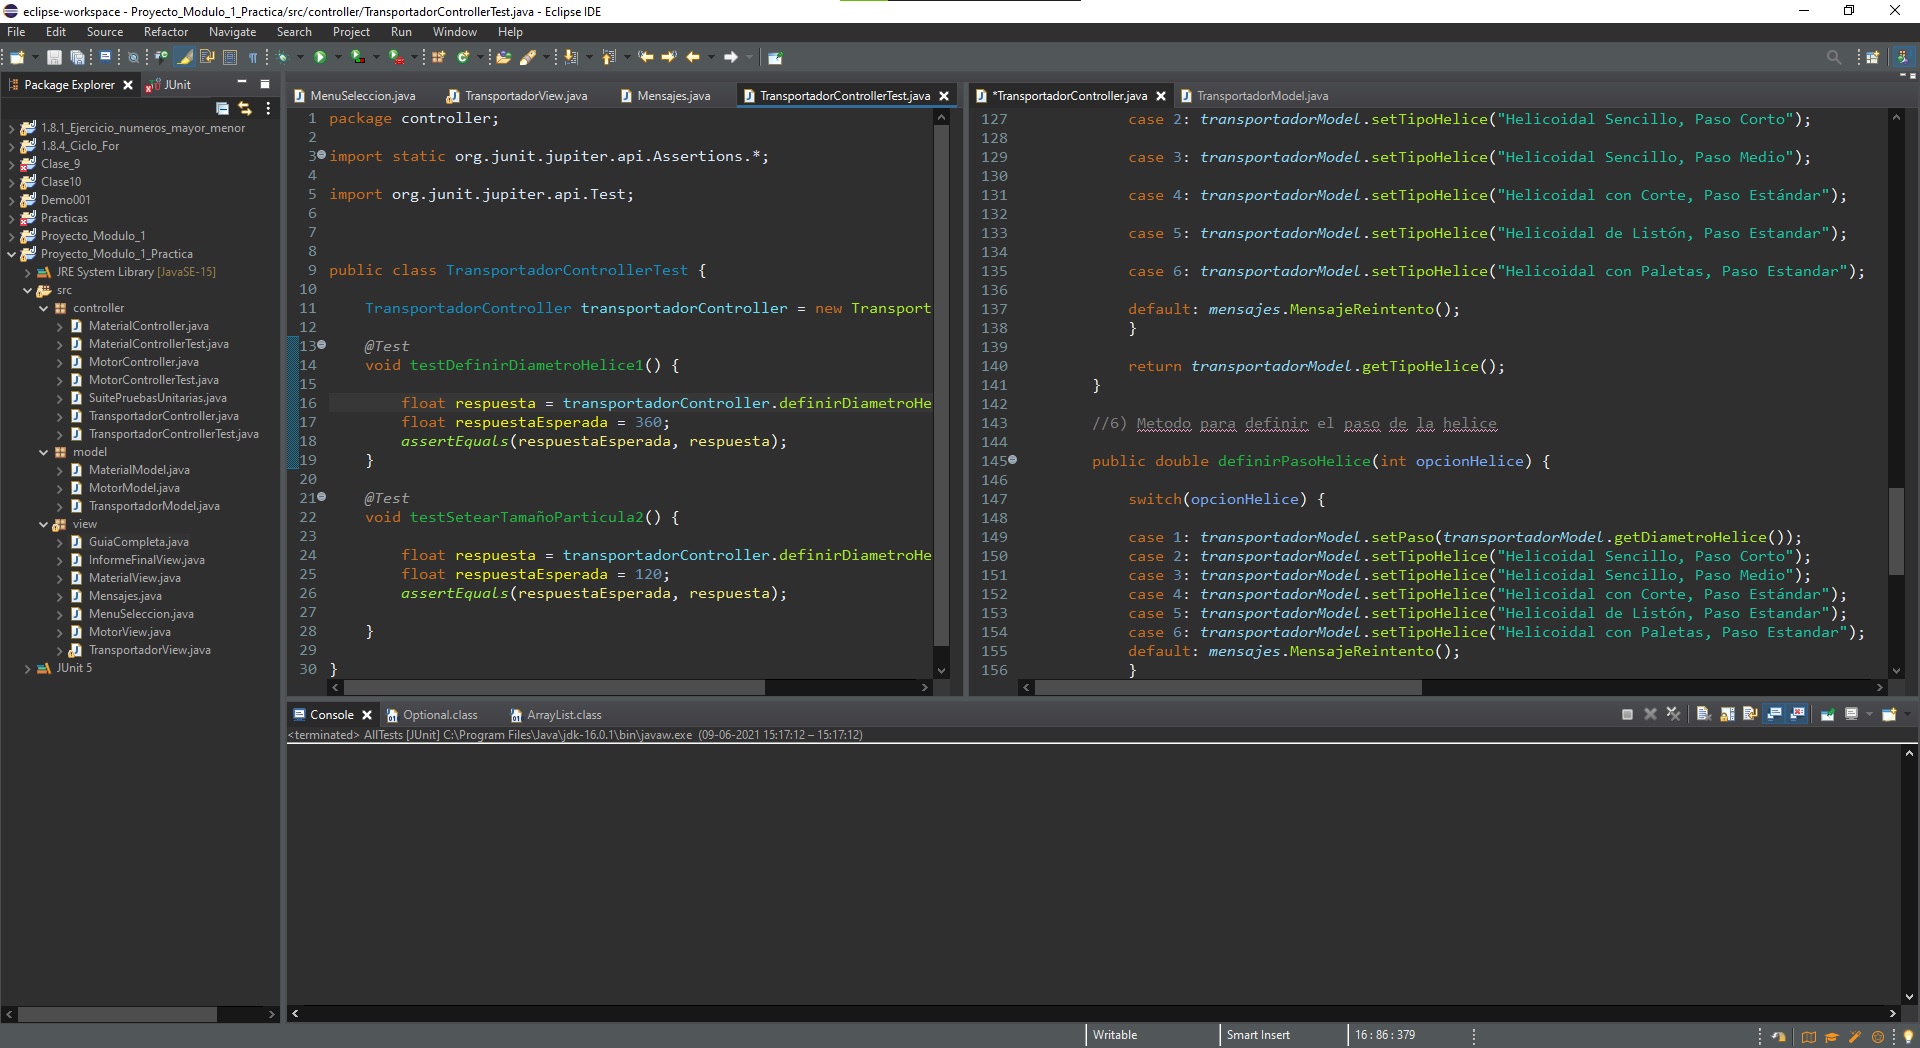 eclipse-workspace - Proyecto_Modulo_1_Practica/src/controller/TransportadorControllerTest.java - Eclipse IDE
File Edit Source Refactor Navigate Search Project Run Window Help
Package Explorer JUnit
1.8.1_Ejercicio_numeros_mayor_menor
1.8.4_Ciclo_For
Clase_9
Clase10
Demo001
Practicas
Proyecto_Modulo_1
Proyecto_Modulo_1_Practica
JRE System Library [JavaSE-15]
src
controller
MaterialController.java
MaterialControllerTest.java
MotorController.java
MotorControllerTest.java
SuitePruebasUnitarias.java
TransportadorController.java
TransportadorControllerTest.java
model
MaterialModel.java
MotorModel.java
TransportadorModel.java
view
GuiaCompleta.java
InformeFinalView.java
MaterialView.java
Mensajes.java
MenuSeleccion.java
MotorView.java
TransportadorView.java
JUnit 5
MenuSeleccion.java TransportadorView.java Mensajes.java TransportadorControllerTest.java
1 package controller;
2
3 import static org.junit.jupiter.api.Assertions.*;
4
5 import org.junit.jupiter.api.Test;
6
7
8
9 public class TransportadorControllerTest {
10
11 TransportadorController transportadorController = new Transport
12
13 @Test
14 void testDefinirDiametroHelice1() {
15
16 float respuesta = transportadorController.definirDiametroHe
17 float respuestaEsperada = 360;
18 assertEquals(respuestaEsperada, respuesta);
19 }
20
21 @Test
22 void testSetearTamañoParticula2() {
23
24 float respuesta = transportadorController.definirDiametroHe
25 float respuestaEsperada = 120;
26 assertEquals(respuestaEsperada, respuesta);
27
28 }
29
30 }
*TransportadorController.java TransportadorModel.java
127 case 2: transportadorModel.setTipoHelice("Helicoidal Sencillo, Paso Corto");
128
129 case 3: transportadorModel.setTipoHelice("Helicoidal Sencillo, Paso Medio");
130
131 case 4: transportadorModel.setTipoHelice("Helicoidal con Corte, Paso Estándar");
132
133 case 5: transportadorModel.setTipoHelice("Helicoidal de Listón, Paso Estandar");
134
135 case 6: transportadorModel.setTipoHelice("Helicoidal con Paletas, Paso Estandar");
136
137 default: mensajes.MensajeReintento();
138 }
139
140 return transportadorModel.getTipoHelice();
141 }
142
143 //6) Metodo para definir el paso de la helice
144
145 public double definirPasoHelice(int opcionHelice) {
146
147 switch(opcionHelice) {
148
149 case 1: transportadorModel.setPaso(transportadorModel.getDiametroHelice());
150 case 2: transportadorModel.setTipoHelice("Helicoidal Sencillo, Paso Corto");
151 case 3: transportadorModel.setTipoHelice("Helicoidal Sencillo, Paso Medio");
152 case 4: transportadorModel.setTipoHelice("Helicoidal con Corte, Paso Estándar");
153 case 5: transportadorModel.setTipoHelice("Helicoidal de Listón, Paso Estandar");
154 case 6: transportadorModel.setTipoHelice("Helicoidal con Paletas, Paso Estandar");
155 default: mensajes.MensajeReintento();
156 }
Console Optional.class ArrayList.class
<terminated> AllTests [JUnit] C:\Program Files\Java\jdk-16.0.1\bin\javaw.exe (09-06-2021 15:17:12 – 15:17:12)
Writable Smart Insert 16 : 86 : 379